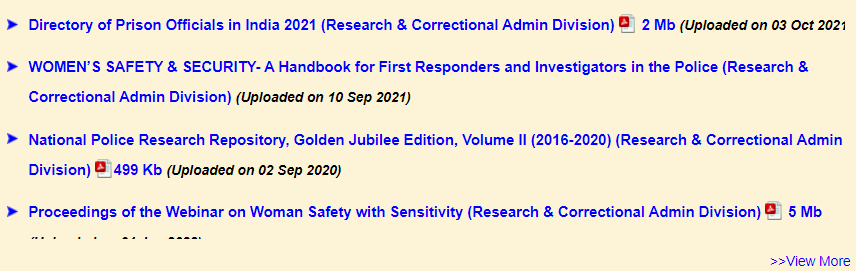 Directory of Prison Officials in India 2021 (Research & Correctional Admin Division) 2 Mb (Uploaded on 03 Oct 2021
WOMEN’S SAFETY & SECURITY- A Handbook for First Responders and Investigators in the Police (Research &
Correctional Admin Division) (Uploaded on 10 Sep 2021)
National Police Research Repository, Golden Jubilee Edition, Volume II (2016-2020) (Research & Correctional Admin
Division) 499 Kb (Uploaded on 02 Sep 2020)
Proceedings of the Webinar on Woman Safety with Sensitivity (Research & Correctional Admin Division) 5 Mb
>>View More